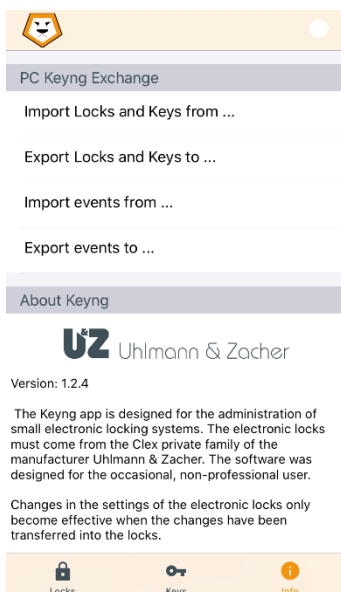 PC Keyng Exchange
Import Locks and Keys from ...
Export Locks and Keys to ...
Import events from ...
Export events to ...
About Keyng
U&Z Uhlmann & Zacher
Version: 1.2.4
The Keyng app is designed for the administration of
small electronic locking systems. The electronic locks
must come from the Clex private family of the
manufacturer Uhlmann & Zacher. The software was
designed for the occasional, non-professional user.
Changes in the settings of the electronic locks only
become effective when the changes have been
transferred into the locks.
Locks Keys Info